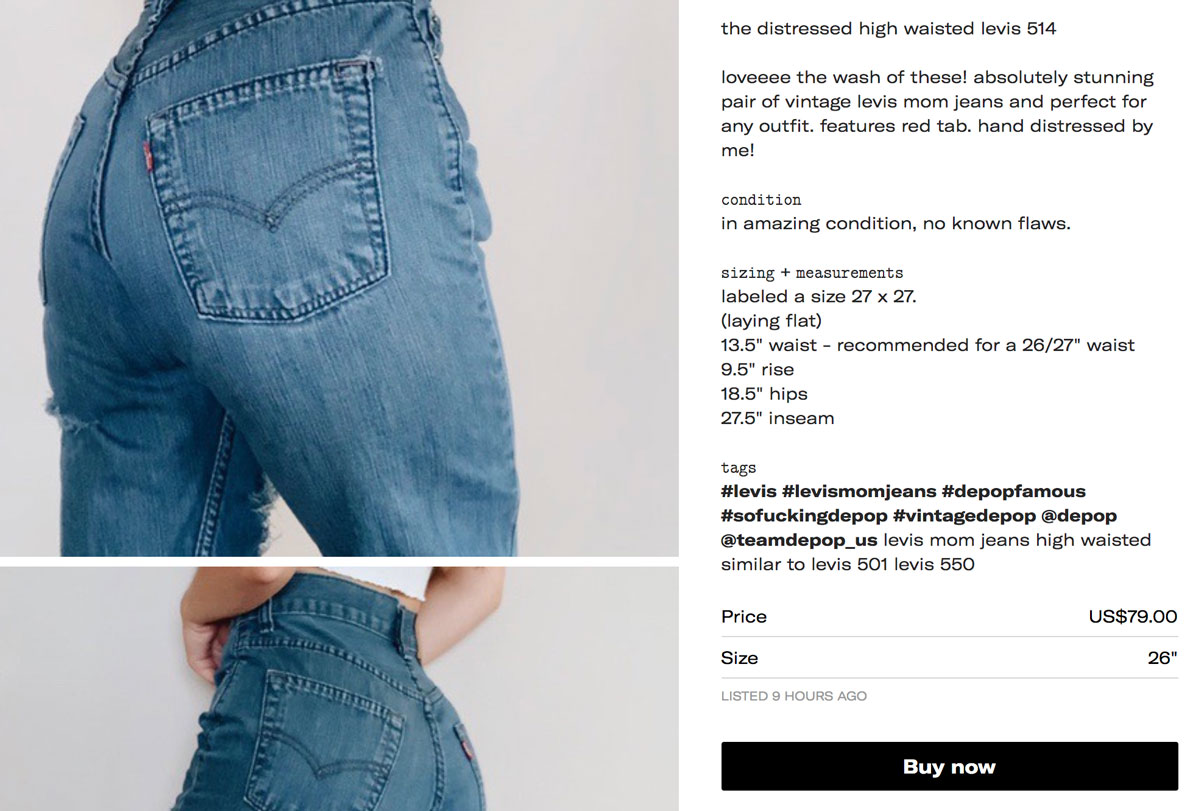 the distressed high waisted levis 514
loveeee the wash of these! absolutely stunning
pair of vintage levis mom jeans and perfect for
any outfit. features red tab. hand distressed by
me!
condition
in amazing condition, no known flaws.
sizing + measurements
labeled a size 27 x 27.
(laying flat)
13.5" waist - recommended for a 26/27" waist
9.5" rise
18.5" hips
27.5" inseam
tags
#levis #levismomjeans #depopfamous
#sofuckingdepop #vintagedepop @depop
@teamdepop_us levis mom jeans high waisted
similar to levis 501 levis 550
Price US$79.00
Size 26"
LISTED 9 HOURS AGO
Buy now